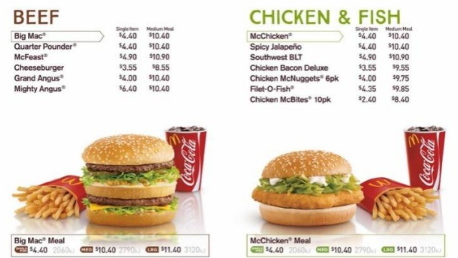 BEEF
Single Item Medium Meal
Big Mac® $4.40 $10.40
Quarter Pounder® $4.40 $10.40
McFeast® $4.90 $10.90
Cheeseburger $3.55 $8.55
Grand Angus® $4.00 $10.40
Mighty Angus® $6.40 $10.40
Coca-Cola
Big Mac® Meal
$4.40 2060kJ MED $10.40 2790kJ LRG $11.40 3120kJ
CHICKEN & FISH
Single Item Medium Meal
McChicken® $4.40 $10.40
Spicy Jalapeño $4.40 $10.40
Southwest BLT $4.90 $10.90
Chicken Bacon Deluxe $3.55 $9.55
Chicken McNuggets® 6pk $4.00 $9.75
Filet-O-Fish® $4.35 $9.85
Chicken McBites® 10pk $2.40 $8.40
Coca-Cola
McChicken® Meal
$4.40 2060kJ MED $10.40 2790kJ LRG $11.40 3120kJ